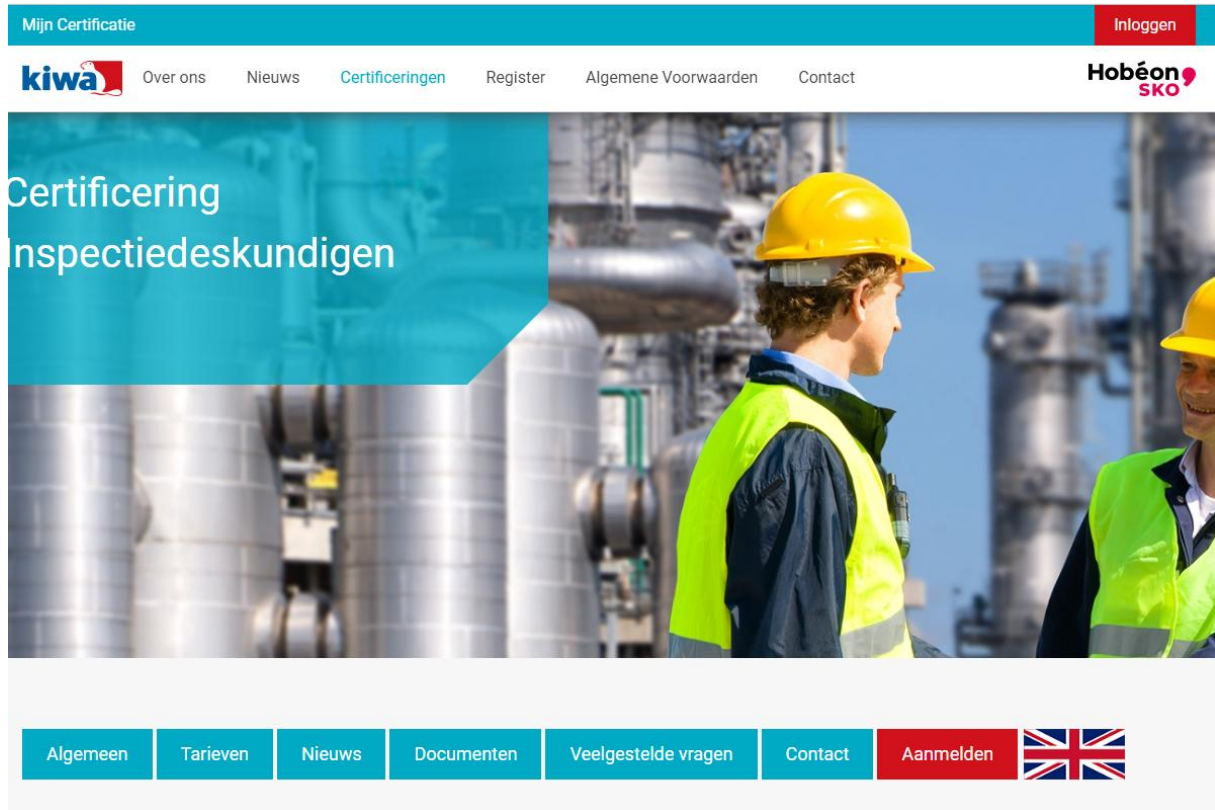 Mijn Certificatie
Inloggen
kiwa
Over ons Nieuws Certificeringen Register Algemene Voorwaarden Contact
Hobéon
SKO
Certificering
Inspectiedeskundigen
Algemeen Tarieven Nieuws Documenten Veelgestelde vragen Contact Aanmelden